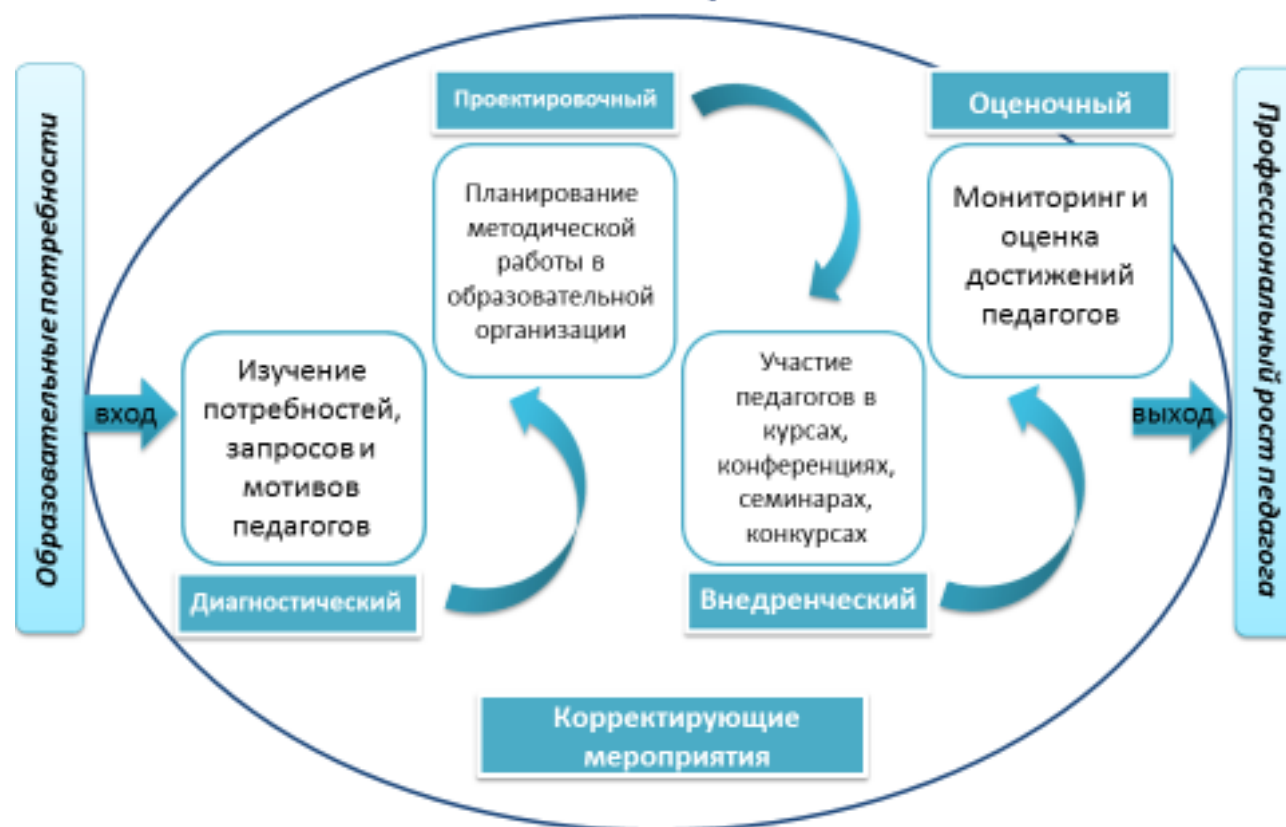 Образовательные потребности
вход
Изучение
потребностей,
запросов и
мотивов
педагогов
Диагностический
Проектировочный
Планирование
методической
работы в
образовательной
организации
Участие
педагогов в
курсах,
конференциях,
семинарах,
конкурсах
Внедренческий
Оценочный
Мониторинг и
оценка
достижений
педагогов
выход
Профессиональный рост педагога
Корректирующие
мероприятия